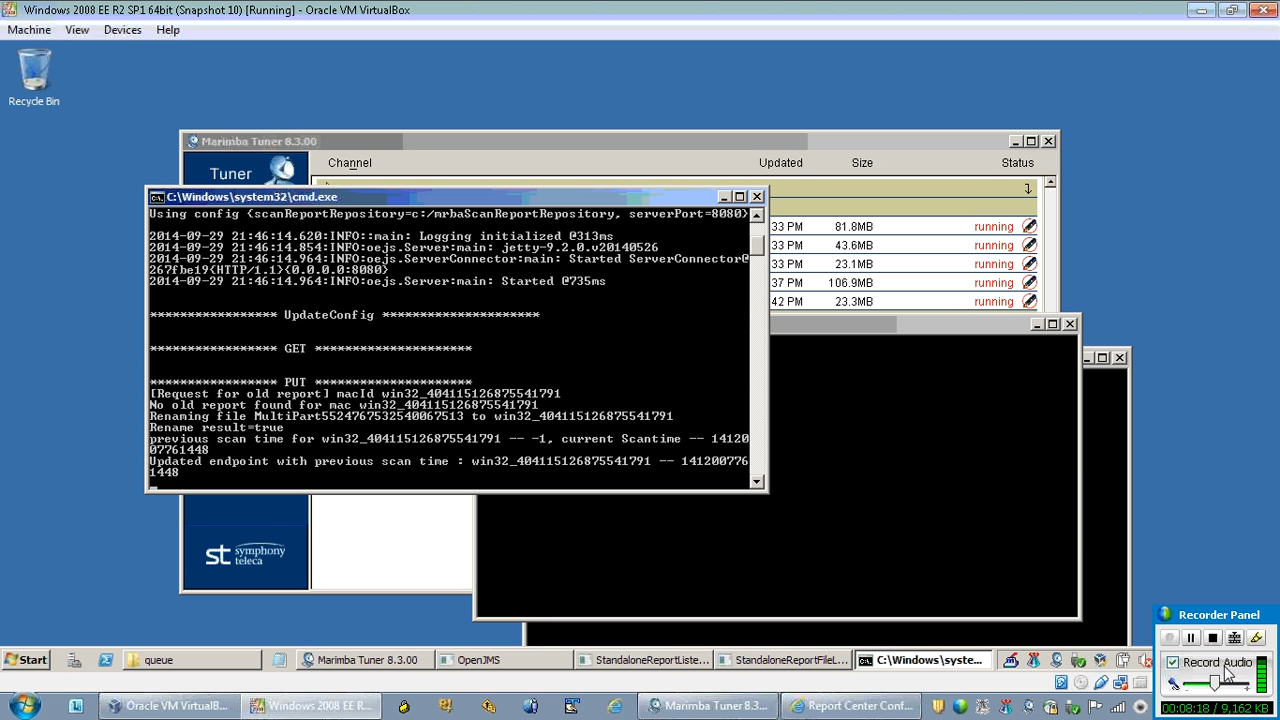 Windows 2008 EE R2 SP1 64bit (Snapshot 10) [Running] - Oracle VM VirtualBox
Machine View Devices Help
Recycle Bin
Marimba Tuner 8.3.00
Tuner
Channel Updated Size Status
C:\Windows\system32\cmd.exe
Using config {scanReportRepository=c:/mrbaScanReportRepository, serverPort=8080}
33 PM 81.8MB running
2014-09-29 21:46:14.620:INFO::main: Logging initialized @313ms
2014-09-29 21:46:14.854:INFO:oejs.Server:main: jetty-9.2.0.v20140526
33 PM 43.6MB running
2014-09-29 21:46:14.964:INFO:oejs.ServerConnector:main: Started ServerConnector@
267fbe19{HTTP/1.1}{0.0.0.0:8080}
33 PM 23.1MB running
2014-09-29 21:46:14.964:INFO:oejs.Server:main: Started @735ms
37 PM 106.9MB running
42 PM 23.3MB running
***************** UpdateConfig *********************
***************** GET *********************
***************** PUT *********************
[Request for old report] macId win32_404115126875541791
No old report found for mac win32_404115126875541791
Renaming file MultiPart5524767532540067513 to win32_404115126875541791
Rename result=true
previous scan time for win32_404115126875541791 -- -1, current Scantime -- 14120
07761448
Updated endpoint with previous scan time : win32_404115126875541791 -- 141200776
1448
st symphony
teleca
Recorder Panel
Record Audio
00:08:18 / 9,162 KB
Start queue Marimba Tuner 8.3.00 OpenJMS StandaloneReportListe... StandaloneReportFileL... C:\Windows\syste...
Oracle VM VirtualB... Windows 2008 EE R... Marimba Tuner 8.3.... Report Center Conf...